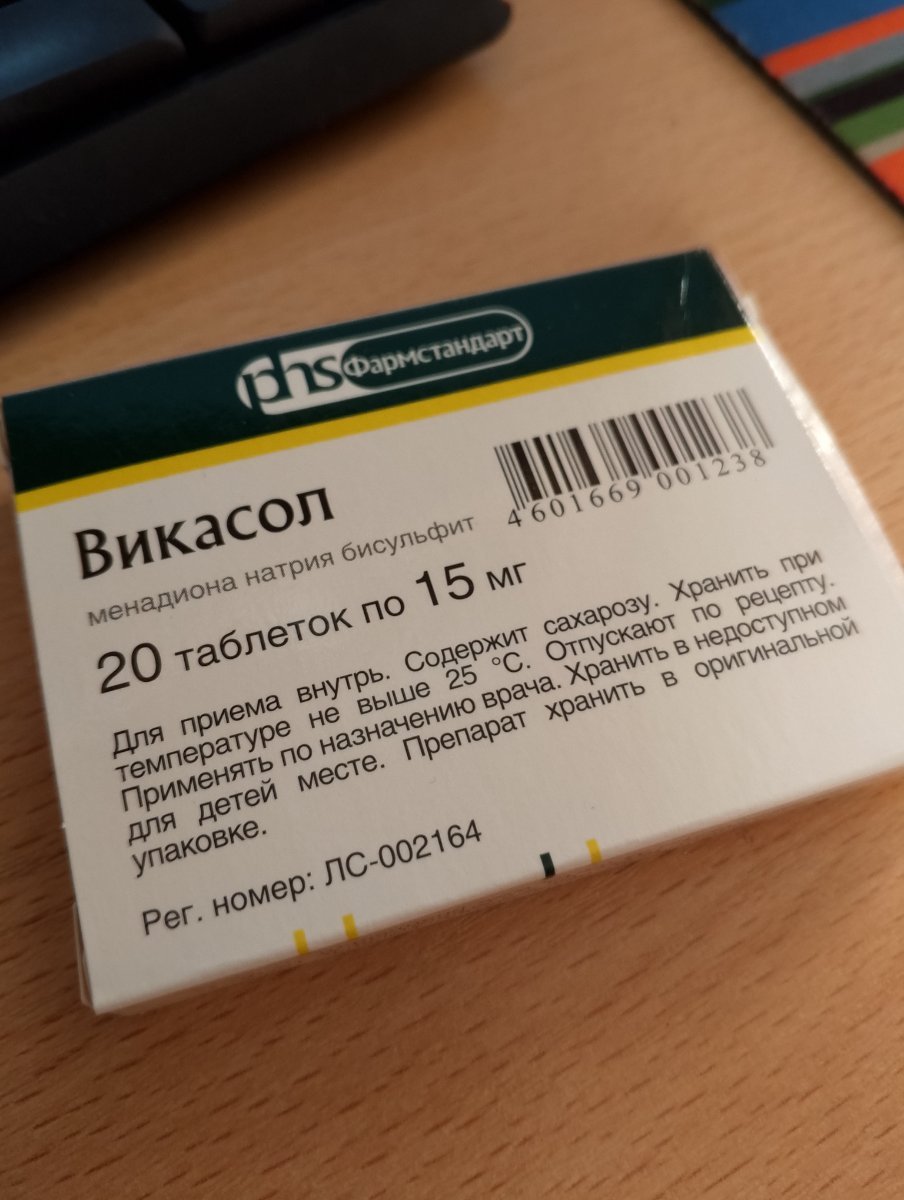 phs Фармстандарт
4 601669 001238
Викасол
менадиона натрия бисульфит
20 таблеток по 15 мг
Для приема внутрь. Содержит сахарозу. Хранить при
температуре не выше 25 °С. Отпускают по рецепту.
Применять по назначению врача. Хранить в недоступном
для детей месте. Препарат хранить в оригинальной
упаковке.
Рег. номер: ЛС-002164